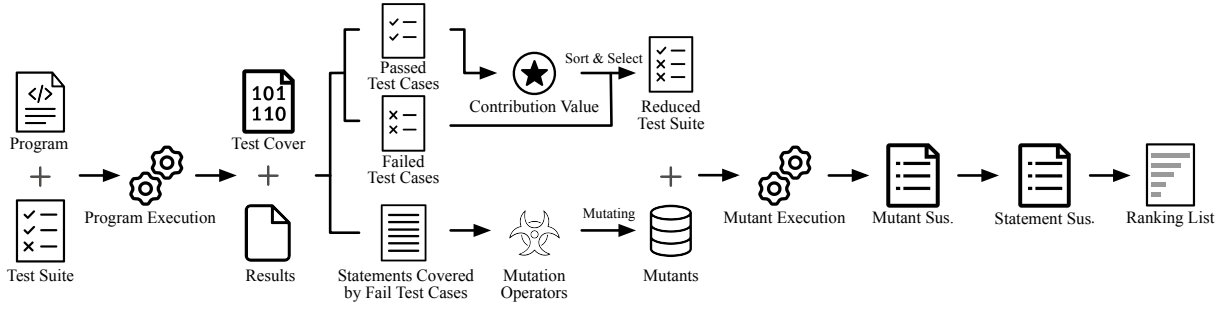 </>
Program
Test Suite
Program Execution
101
110
Test Cover
Results
Passed
Test Cases
Failed
Test Cases
Statements Covered
by Fail Test Cases
Contribution Value
Sort & Select
Reduced
Test Suite
Mutation
Operators
Mutating
Mutants
Mutant Execution
Mutant Sus.
Statement Sus.
Ranking List